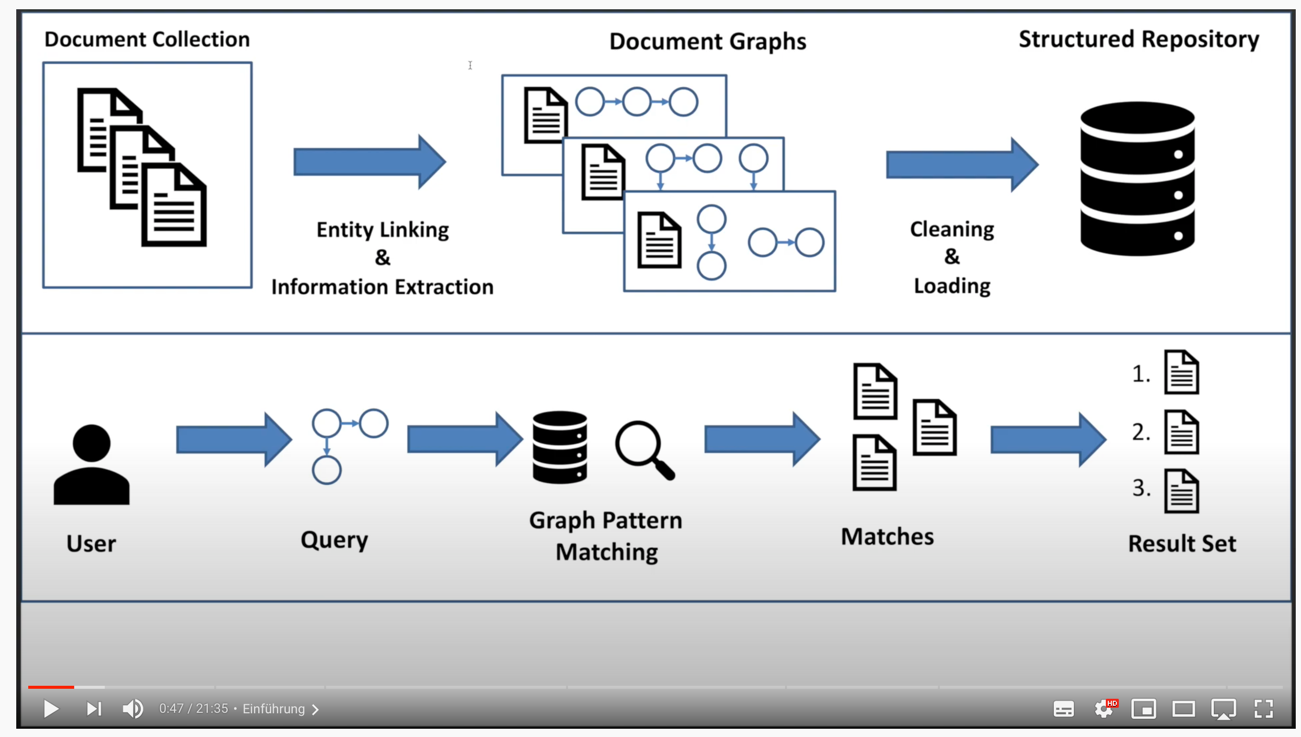 Document Collection
Document Graphs
Structured Repository
Entity Linking
&
Information Extraction
Cleaning
&
Loading
1.
2.
3.
User
Query
Graph Pattern
Matching
Matches
Result Set
0:47 / 21:35 • Einführung
HD